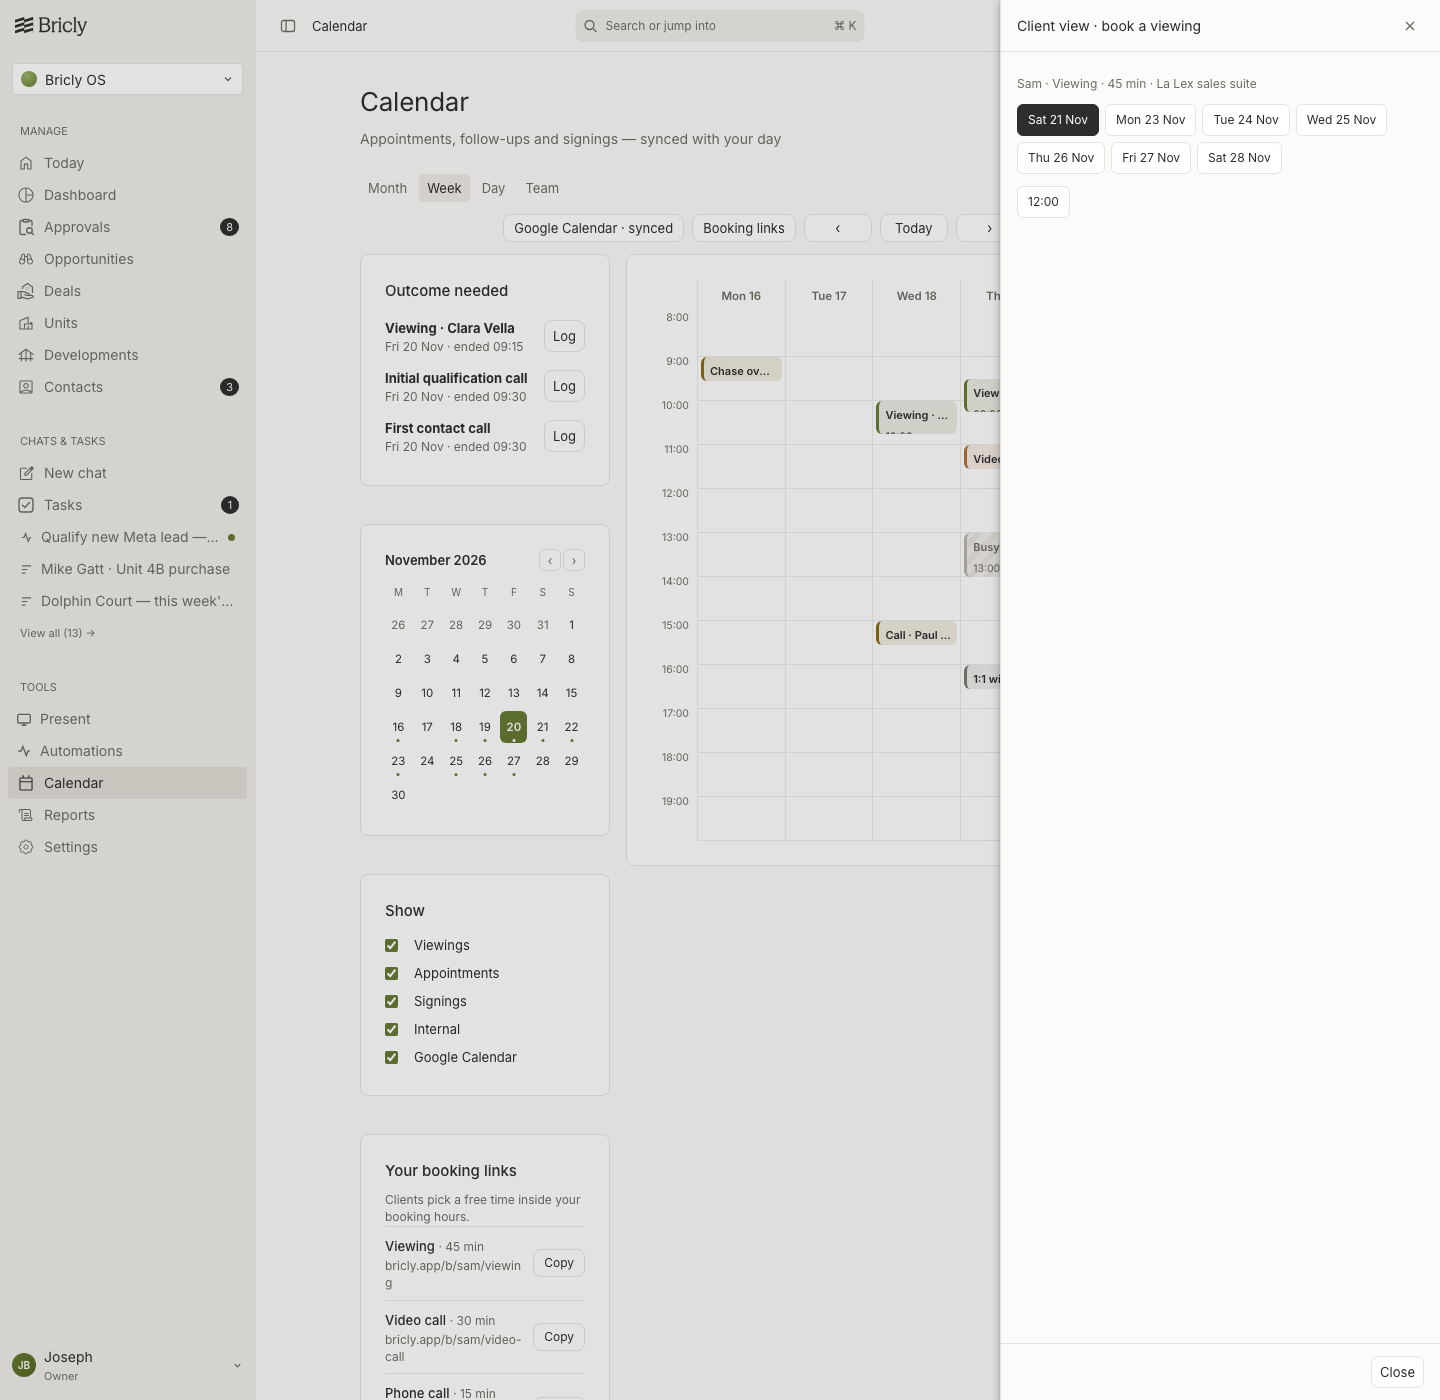 Bricly
Bricly OS
MANAGE
Today
Dashboard
Approvals 8
Opportunities
Deals
Units
Developments
Contacts 3
CHATS & TASKS
New chat
Tasks 1
Qualify new Meta lead —...
Mike Gatt · Unit 4B purchase
Dolphin Court — this week'...
View all (13) →
TOOLS
Present
Automations
Calendar
Reports
Settings
JB Joseph
Owner
Calendar
Search or jump into ⌘ K
Calendar
Appointments, follow-ups and signings — synced with your day
Month Week Day Team
Google Calendar · synced Booking links ‹ Today ›
Outcome needed
Viewing · Clara Vella
Fri 20 Nov · ended 09:15
Log
Initial qualification call
Fri 20 Nov · ended 09:30
Log
First contact call
Fri 20 Nov · ended 09:30
Log
November 2026 ‹ ›
M T W T F S S
26 27 28 29 30 31 1
2 3 4 5 6 7 8
9 10 11 12 13 14 15
16 17 18 19 20 21 22
23 24 25 26 27 28 29
30
Show
Viewings
Appointments
Signings
Internal
Google Calendar
Your booking links
Clients pick a free time inside your
booking hours.
Viewing · 45 min
bricly.app/b/sam/viewin
g
Copy
Video call · 30 min
bricly.app/b/sam/video-
call
Copy
Phone call · 15 min
Mon 16 Tue 17 Wed 18 Th
8:00
9:00
Chase ov...
10:00
View
Viewing · ...
11:00
Video
12:00
13:00
Busy
13:00
14:00
15:00
Call · Paul ...
16:00
1:1 wi
17:00
18:00
19:00
Client view · book a viewing ×
Sam · Viewing · 45 min · La Lex sales suite
Sat 21 Nov Mon 23 Nov Tue 24 Nov Wed 25 Nov
Thu 26 Nov Fri 27 Nov Sat 28 Nov
12:00
Close